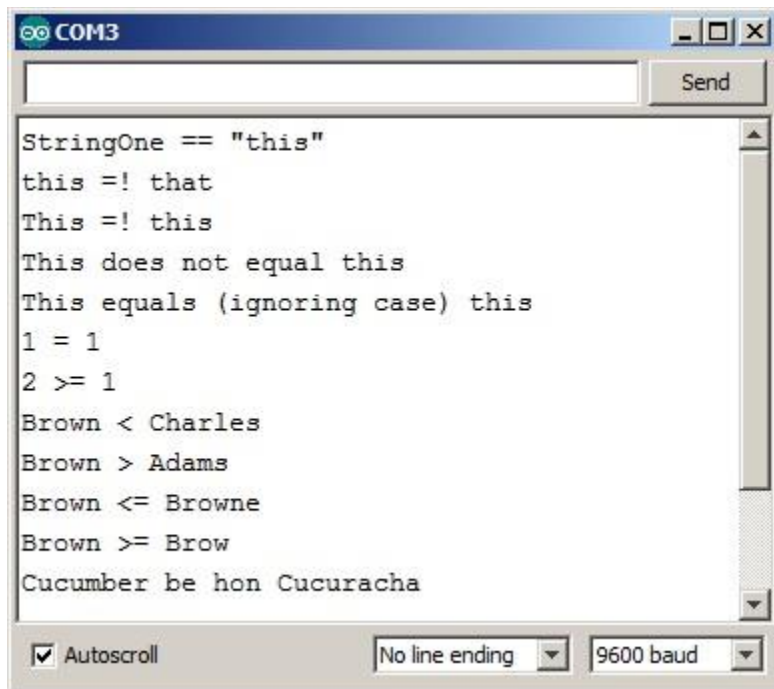 COM3
Send
StringOne == "this"
this =! that
This =! this
This does not equal this
This equals (ignoring case) this
1 = 1
2 >= 1
Brown < Charles
Brown > Adams
Brown <= Browne
Brown >= Brow
Cucumber be hon Cucuracha
Autoscroll
No line ending
9600 baud